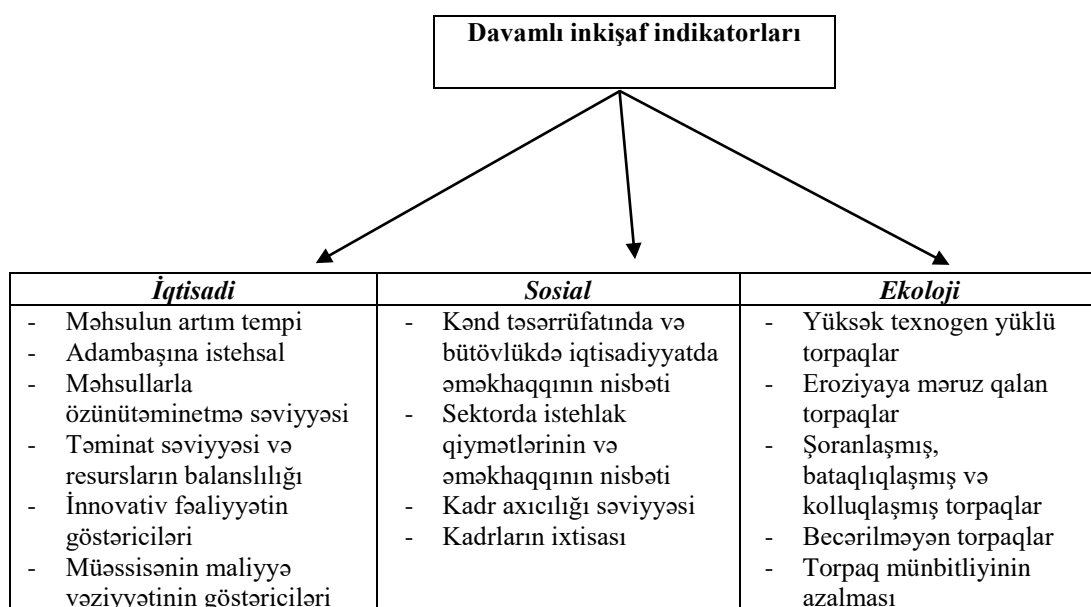 Davamlı inkişaf indikatorları
İqtisadi
- Məhsulun artım tempi
- Adambaşına istehsal
- Məhsullarla
özünütəminetmə səviyyəsi
- Təminat səviyyəsi və
resursların balanslılığı
- İnnovativ fəaliyyətin
göstəriciləri
- Müəssisənin maliyyə
vəziyyətinin göstəriciləri
Sosial
- Kənd təsərrüfatında və
bütövlükdə iqtisadiyyatda
əməkhaqqının nisbəti
- Sektorda istehlak
qiymətlərinin və
əməkhaqqının nisbəti
- Kadr axıcılığı səviyyəsi
- Kadrların ixtisası
Ekoloji
- Yüksək texnogen yüklü
torpaqlar
- Eroziyaya məruz qalan
torpaqlar
- Şoranlaşmış,
bataqlıqlaşmış və
kolluqlaşmış torpaqlar
- Becərilməyən torpaqlar
- Torpaq münbitliyinin
azalması